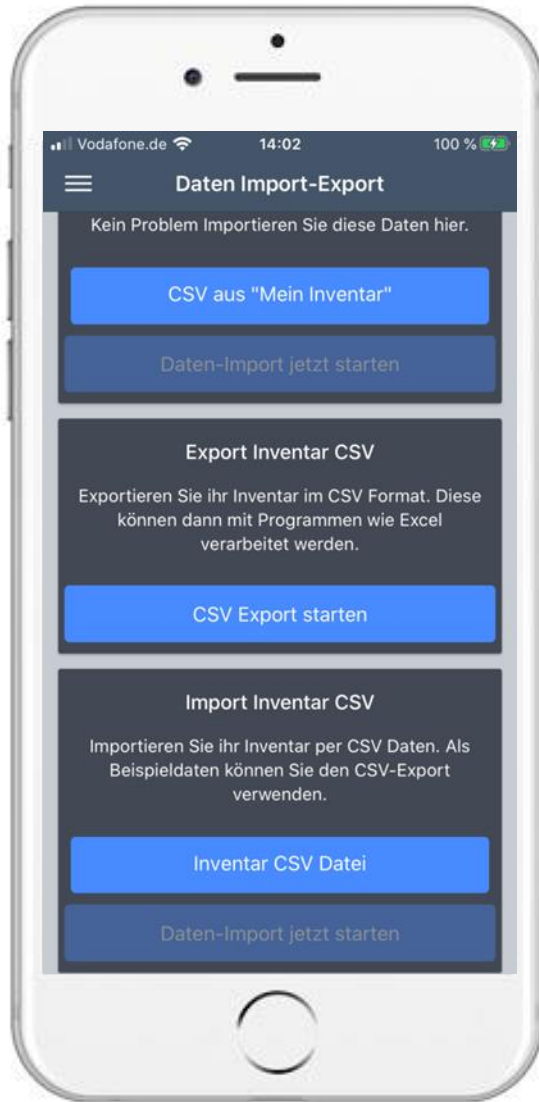 Vodafone.de 14:02 100 %
Daten Import-Export
Kein Problem Importieren Sie diese Daten hier.
CSV aus "Mein Inventar"
Daten-Import jetzt starten
Export Inventar CSV
Exportieren Sie ihr Inventar im CSV Format. Diese
können dann mit Programmen wie Excel
verarbeitet werden.
CSV Export starten
Import Inventar CSV
Importieren Sie ihr Inventar per CSV Daten. Als
Beispieldaten können Sie den CSV-Export
verwenden.
Inventar CSV Datei
Daten-Import jetzt starten